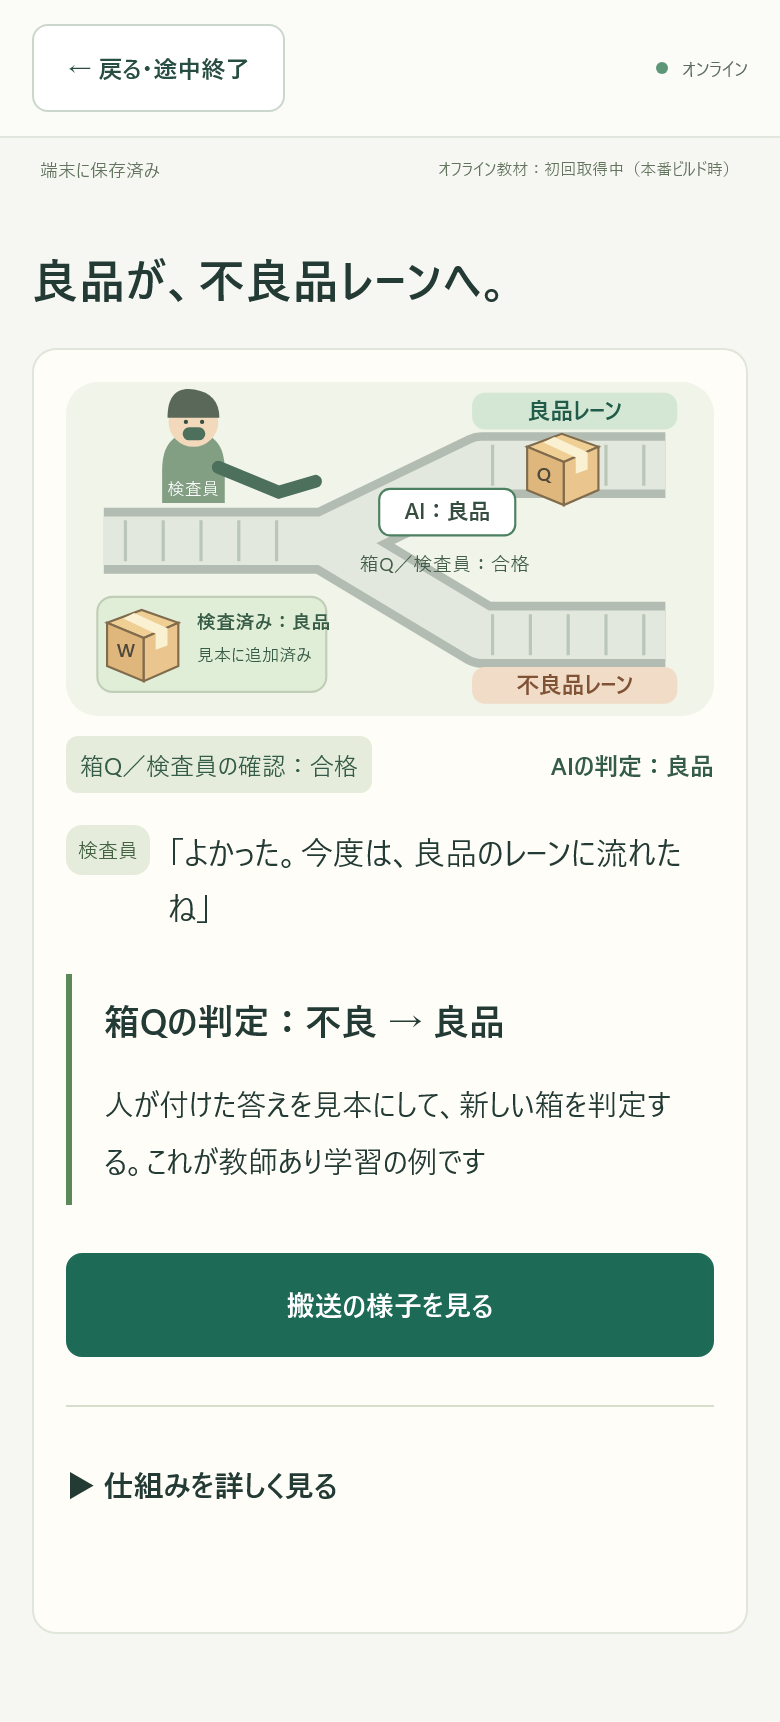 ← 戻る・途中終了
オンライン
端末に保存済み
オフライン教材：初回取得中（本番ビルド時）
良品が、不良品レーンへ。
良品レーン
検査員
Q
AI：良品
箱Q／検査員：合格
検査済み：良品
W
見本に追加済み
不良品レーン
箱Q／検査員の確認：合格
AIの判定：良品
検査員
「よかった。今度は、良品のレーンに流れた
ね」
箱Qの判定：不良 → 良品
人が付けた答えを見本にして、新しい箱を判定す
る。これが教師あり学習の例です
搬送の様子を見る
▶ 仕組みを詳しく見る